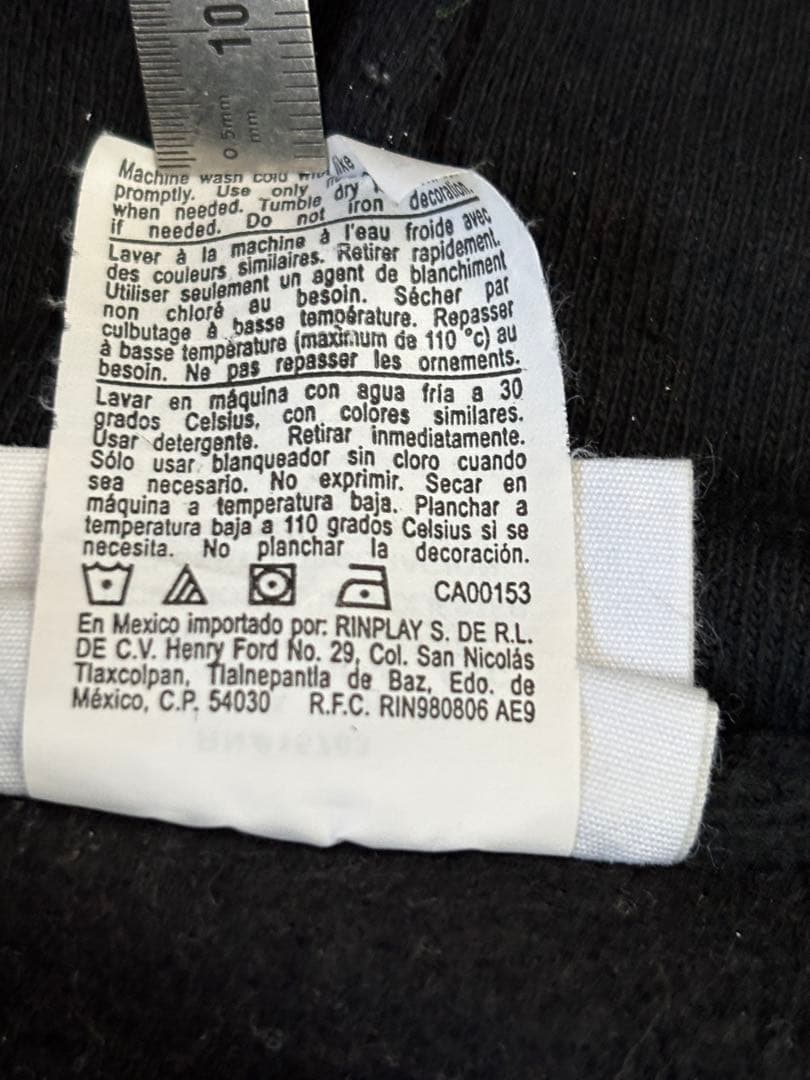 10
0.5mm
mm
Machine wash cold like
promptly. Use only dry
when needed. Tumble iron decoration.
if needed. Do not
Laver à la machine à l'eau froide avec
des couleurs similaires. Retirer rapidement.
Utiliser seulement un agent de blanchiment
non chloré au besoin. Sécher par
culbutage à basse température. Repasser
à basse température (maximum de 110 °c) au
besoin. Ne pas repasser les ornements.
Lavar en máquina con agua fria a 30
grados Celsius, con colores similares.
Usar detergente. Retirar inmediatamente.
Sólo usar blanqueador sin cloro cuando
sea necesario. No exprimir. Secar en
máquina a temperatura baja. Planchar a
temperatura baja a 110 grados Celsius si se
necesita. No planchar la decoración.
CA00153
En Mexico importado por: RINPLAY S. DE R.L.
DE C.V. Henry Ford No. 29, Col. San Nicolás
Tlaxcolpan, Tlalnepantla de Baz, Edo. de
México, C.P. 54030 R.F.C. RIN980806 AE9